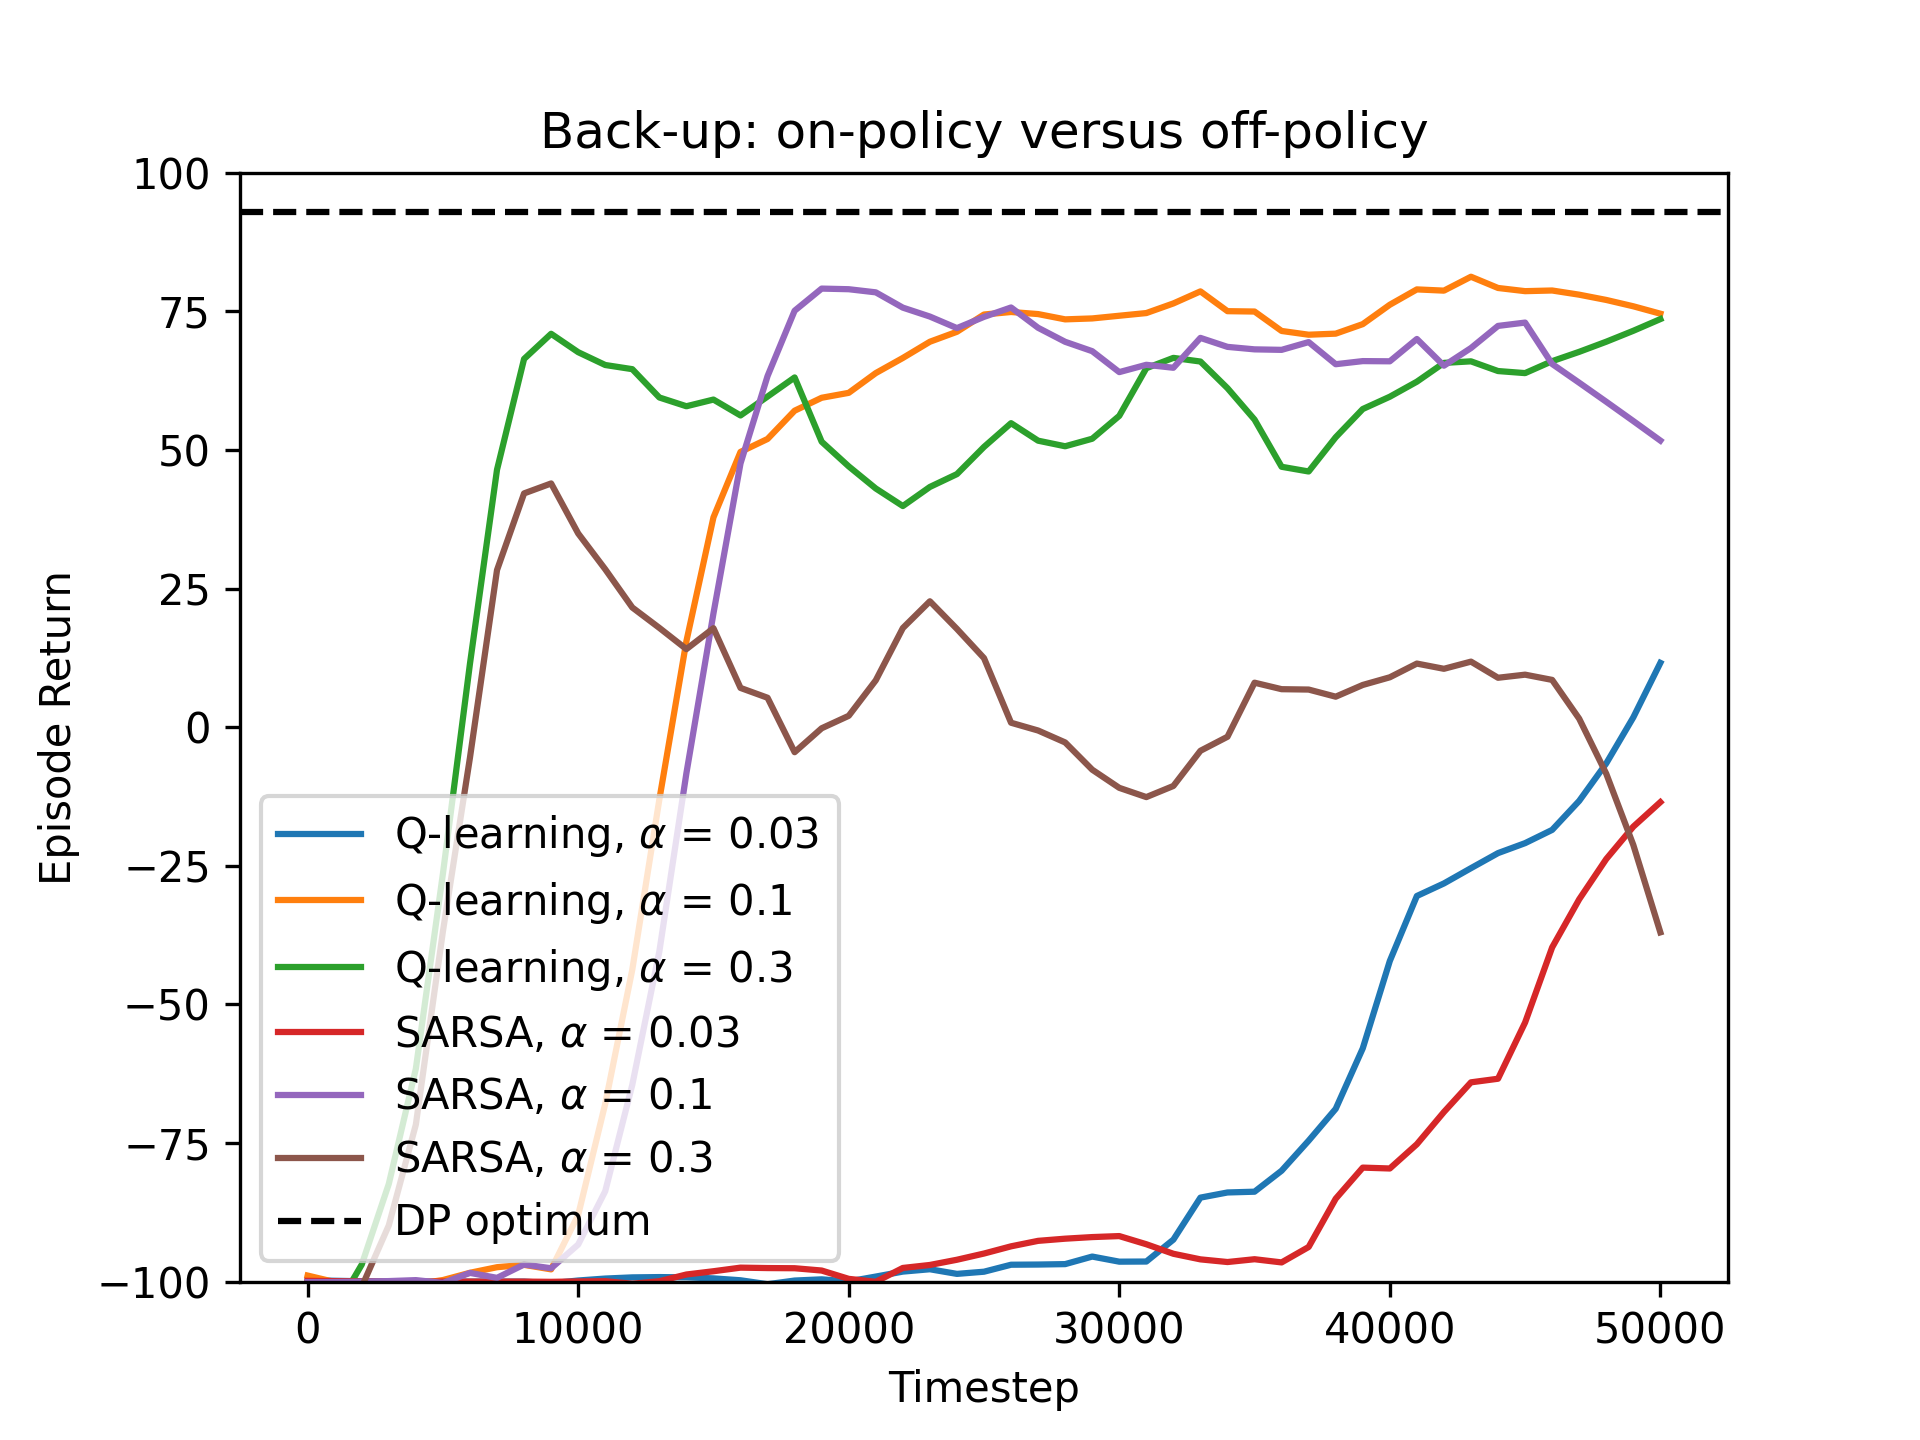 Back-up: on-policy versus off-policy
100
75
50
25
0
−25
−50
−75
−100
Episode Return
Q-learning, α = 0.03
Q-learning, α = 0.1
Q-learning, α = 0.3
SARSA, α = 0.03
SARSA, α = 0.1
SARSA, α = 0.3
DP optimum
0 10000 20000 30000 40000 50000
Timestep